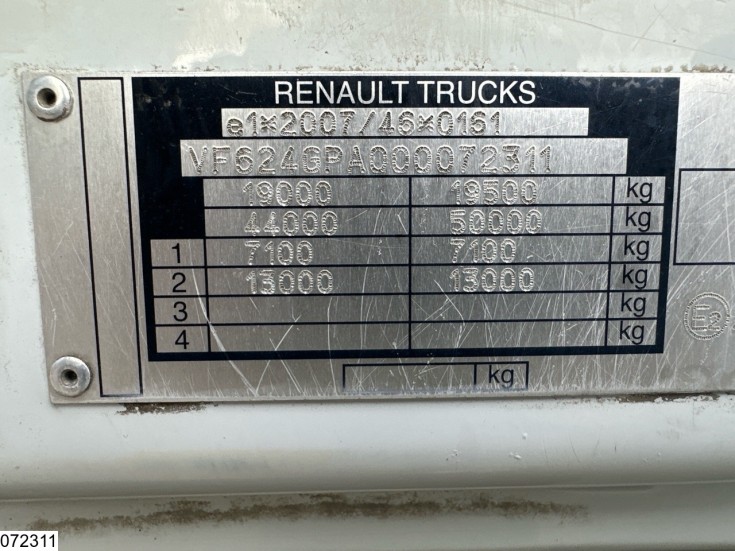 RENAULT TRUCKS
e1*2007/46*0161
VF624GPA000072311
19000 19500 kg
44000 50000 kg
1 7100 7100 kg
2 13000 13000 kg
3 kg
4 kg
kg
072311